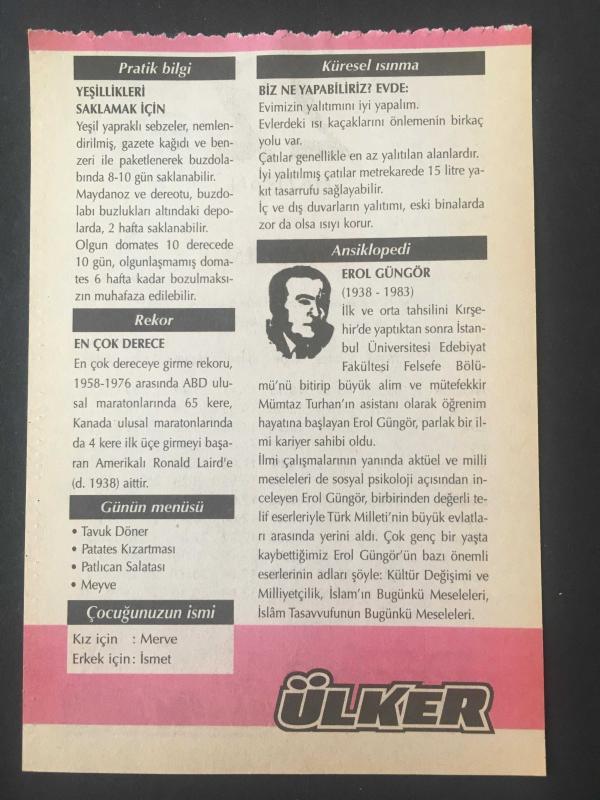 Pratik bilgi
YEŞİLLİKLERİ
SAKLAMAK İÇİN
Yeşil yapraklı sebzeler, nemlen-
dirilmiş, gazete kağıdı ve ben-
zeri ile paketlenerek buzdola-
bında 8-10 gün saklanabilir.
Maydanoz ve dereotu, buzdo-
labı buzlukları altındaki depo-
larda, 2 hafta saklanabilir.
Olgun domates 10 derecede
10 gün, olgunlaşmamış doma-
tes 6 hafta kadar bozulmaksı-
zın muhafaza edilebilir.
Rekor
EN ÇOK DERECE
En çok dereceye girme rekoru,
1958-1976 arasında ABD ulu-
sal maratonlarında 65 kere,
Kanada ulusal maratonlarında
da 4 kere ilk üçe girmeyi başa-
ran Amerikalı Ronald Laird'e
(d. 1938) aittir.
Günün menüsü
• Tavuk Döner
• Patates Kızartması
• Patlıcan Salatası
• Meyve
Çocuğunuzun ismi
Kız için : Merve
Erkek için : İsmet
Küresel ısınma
BİZ NE YAPABİLİRİZ? EVDE:
Evimizin yalıtımını iyi yapalım.
Evlerdeki ısı kaçaklarını önlemenin birkaç
yolu var.
Çatılar genellikle en az yalıtılan alanlardır.
İyi yalıtılmış çatılar metrekarede 15 litre ya-
kıt tasarrufu sağlayabilir.
İç ve dış duvarların yalıtımı, eski binalarda
zor da olsa ısıyı korur.
Ansiklopedi
EROL GÜNGÖR
(1938 - 1983)
İlk ve orta tahsilini Kırşe-
hir'de yaptıktan sonra İstan-
bul Üniversitesi Edebiyat
Fakültesi Felsefe Bölü-
mü'nü bitirip büyük alim ve mütefekkir
Mümtaz Turhan'ın asistanı olarak öğrenim
hayatına başlayan Erol Güngör, parlak bir il-
mi kariyer sahibi oldu.
İlmi çalışmalarının yanında aktüel ve milli
meseleleri de sosyal psikoloji açısından in-
celeyen Erol Güngör, birbirinden değerli te-
lif eserleriyle Türk Milleti'nin büyük evlatla-
rı arasında yerini aldı. Çok genç bir yaşta
kaybettiğimiz Erol Güngör'ün bazı önemli
eserlerinin adları şöyle: Kültür Değişimi ve
Milliyetçilik, İslam'ın Bugünkü Meseleleri,
İslâm Tasavvufunun Bugünkü Meseleleri.
ÜLKER